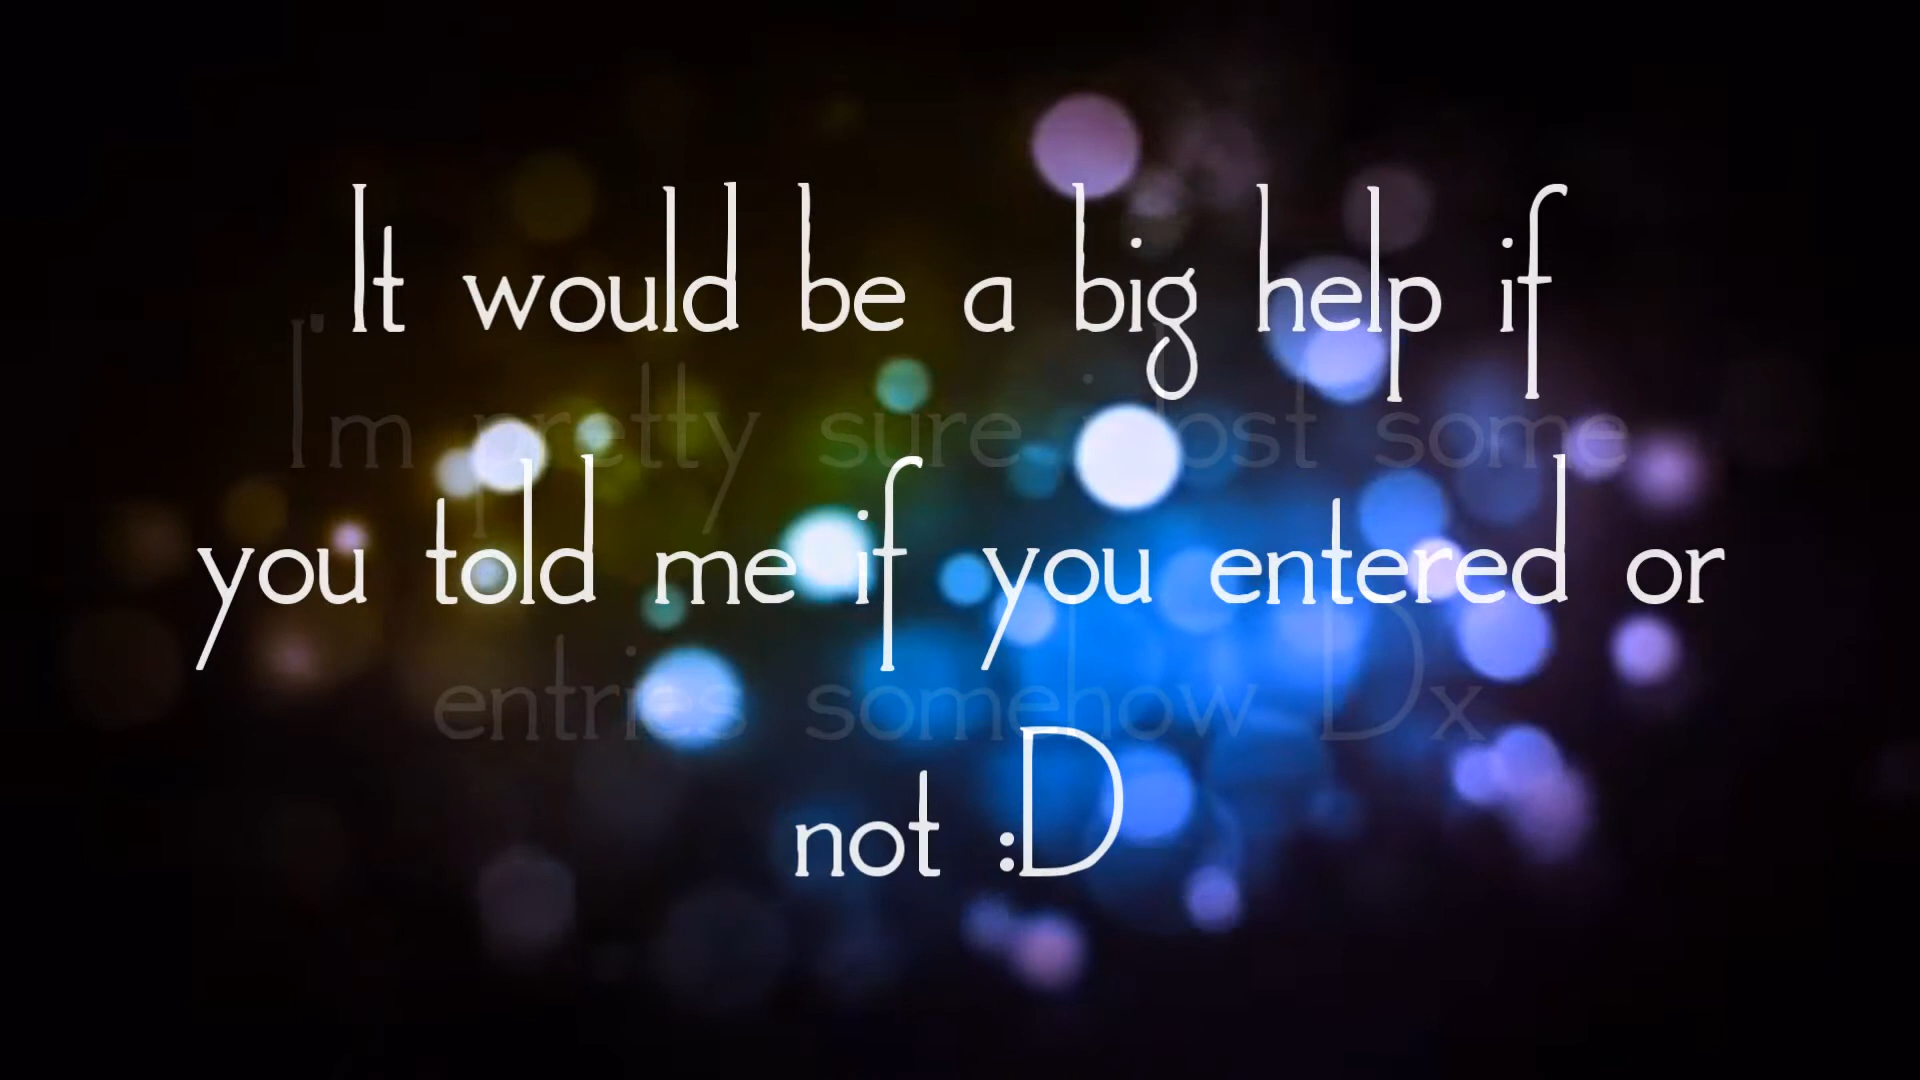 It would be a big help if
I'm pretty sure I lost some
you told me if you entered or
entries somehow Dx
not :D